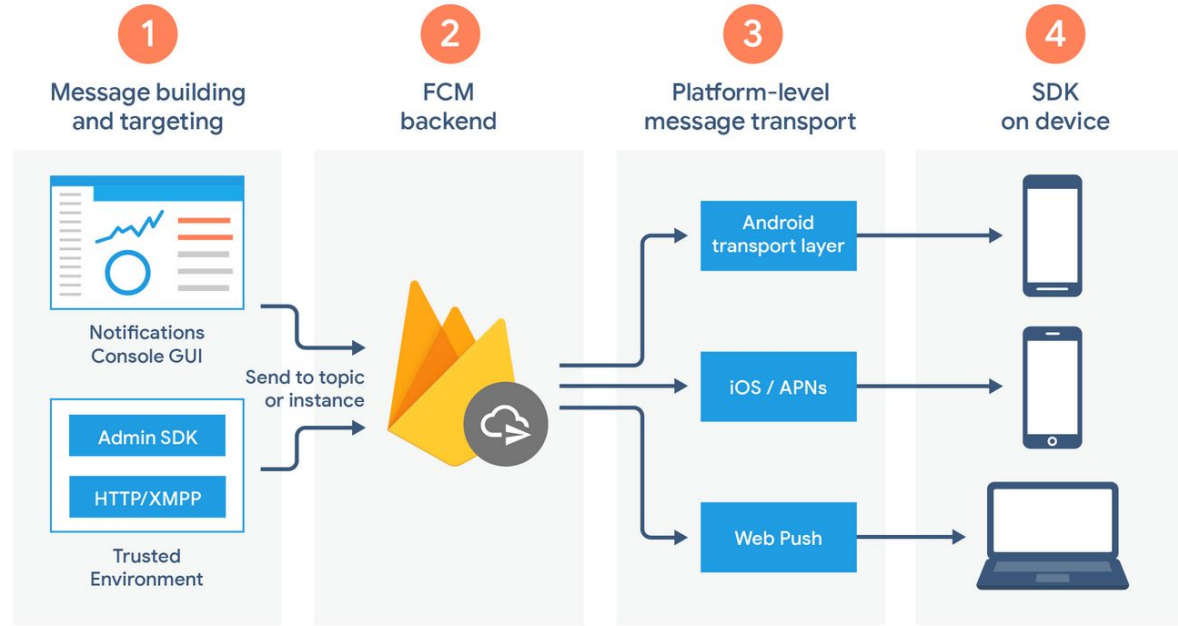 1
Message building
and targeting
2
FCM
backend
3
Platform-level
message transport
4
SDK
on device
Notifications
Console GUI
Send to topic
or instance
Admin SDK
HTTP/XMPP
Trusted
Environment
Android
transport layer
iOS / APNs
Web Push